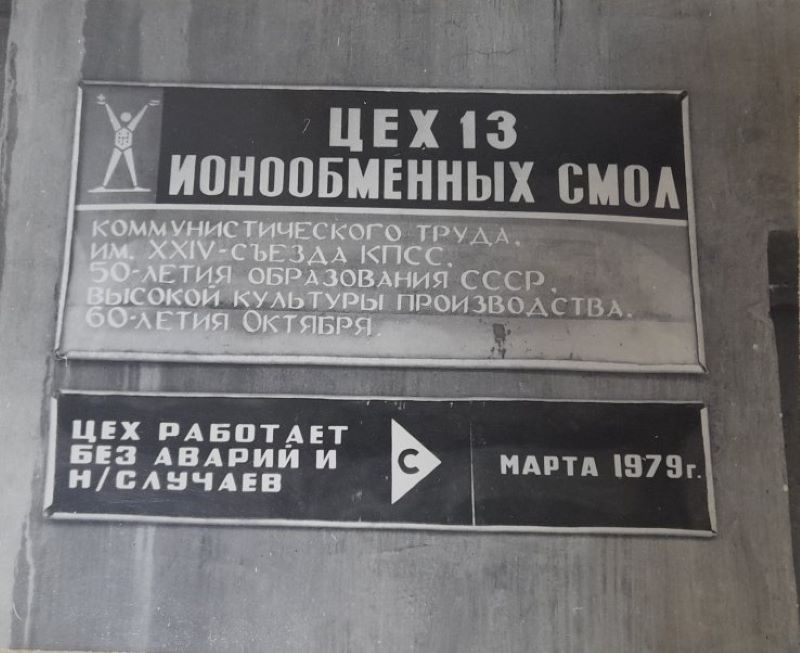 ЦЕХ 13
ИОНООБМЕННЫХ СМОЛ
КОММУНИСТИЧЕСКОГО ТРУДА,
ИМ. XXIV-СЪЕЗДА КПСС,
50-ЛЕТИЯ ОБРАЗОВАНИЯ СССР,
ВЫСОКОЙ КУЛЬТУРЫ ПРОИЗВОДСТВА,
60-ЛЕТИЯ ОКТЯБРЯ.
ЦЕХ РАБОТАЕТ
БЕЗ АВАРИЙ И
Н/СЛУЧАЕВ
С
МАРТА 1979г.